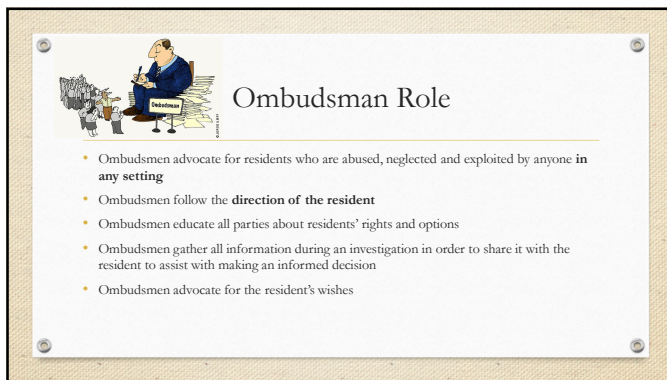 Ombudsman
Ombudsman Role
• Ombudsmen advocate for residents who are abused, neglected and exploited by anyone in
any setting
• Ombudsmen follow the direction of the resident
• Ombudsmen educate all parties about residents' rights and options
• Ombudsmen gather all information during an investigation in order to share it with the
resident to assist with making an informed decision
• Ombudsmen advocate for the resident's wishes